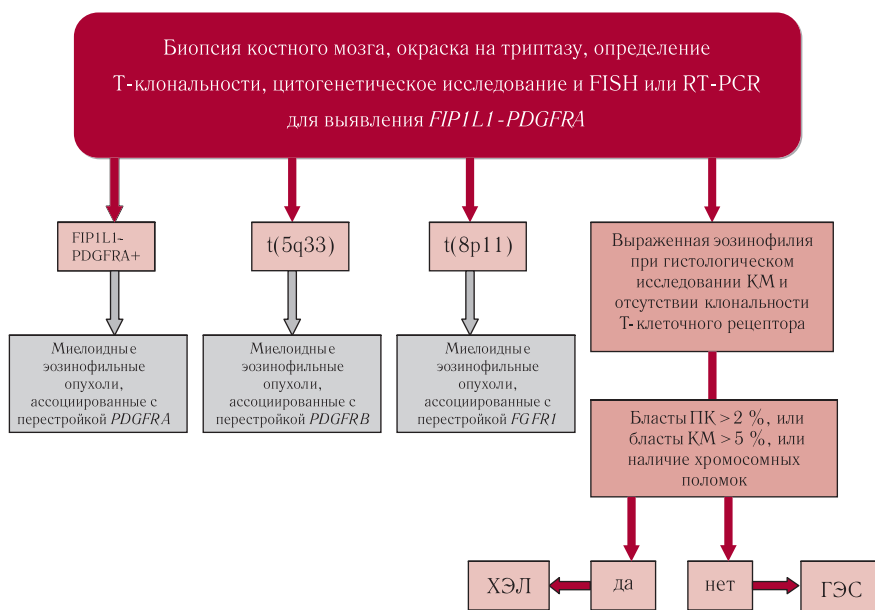 Биопсия костного мозга, окраска на триптазу, определение
Т-клональности, цитогенетическое исследование и FISH или RT-PCR
для выявления FIP1L1-PDGFRA
FIP1L1-
PDGFRA+
t(5q33)
t(8p11)
Выраженная эозинофилия
при гистологическом
исследовании КМ и
отсутствии клональности
Т-клеточного рецептора
Миелоидные
эозинофильные
опухоли,
ассоциированные с
перестройкой PDGFRA
Миелоидные
эозинофильные
опухоли,
ассоциированные с
перестройкой PDGFRB
Миелоидные
эозинофильные
опухоли,
ассоциированные с
перестройкой FGFR1
Бласты ПК > 2 %, или
бласты КМ > 5 %, или
наличие хромосомных
поломок
ХЭЛ
да
нет
ГЭС